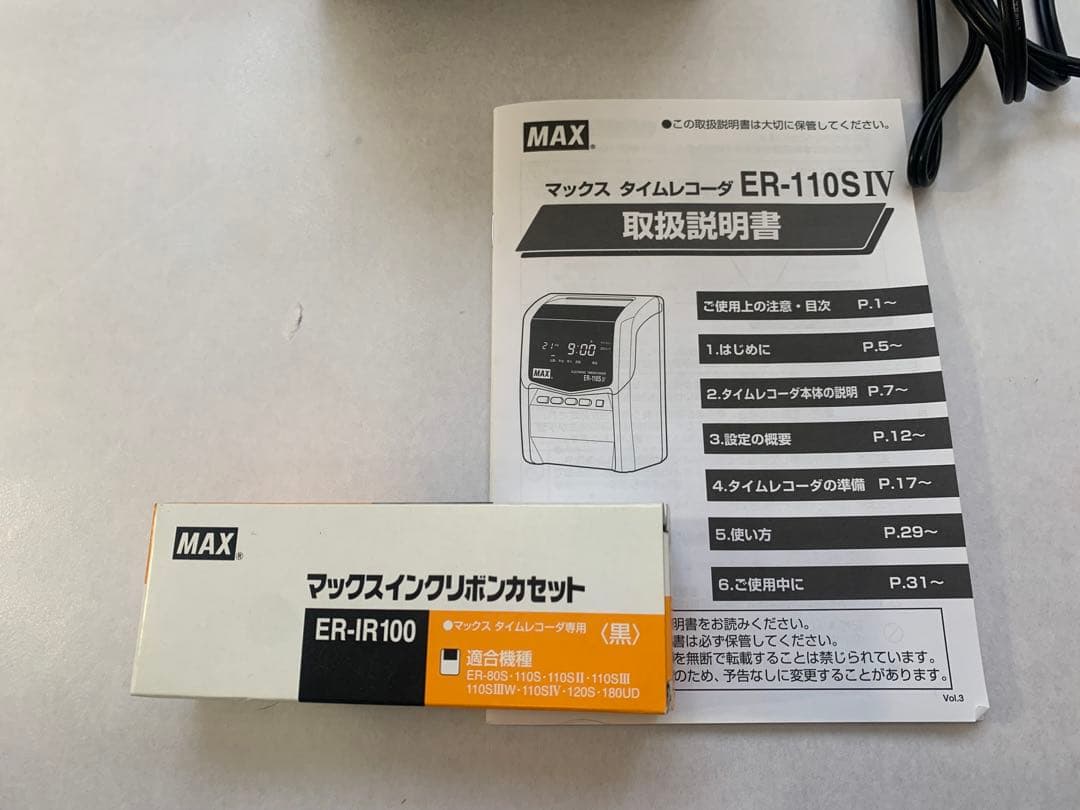 MAX
●この取扱説明書は大切に保管してください。
マックス タイムレコーダ ER-110SⅣ
取扱説明書
ご使用上の注意・目次 P.1〜
1.はじめに P.5〜
2.タイムレコーダ本体の説明 P.7〜
3.設定の概要 P.12〜
4.タイムレコーダの準備 P.17〜
5.使い方 P.29〜
6.ご使用中に P.31〜
21
9:00
MAX
ER-110SⅣ
明書をお読みください。
書は必ず保管してください。
を無断で転載することは禁じられています。
のため、予告なしに変更することがあります。
Vol.3
MAX®
マックスインクリボンカセット
ER-IR100
●マックス タイムレコーダ専用
〈黒〉
適合機種
ER-80S・110S・110SⅡ・110SⅢ
110SⅢW・110SⅣ・120S・180UD